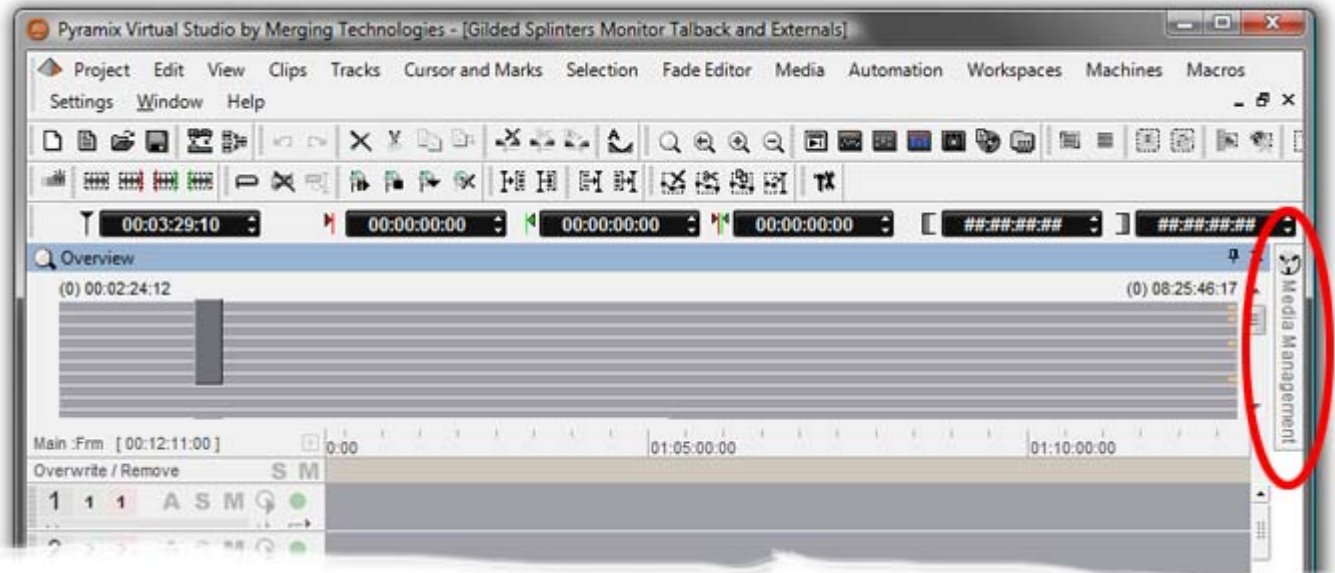 Pyramix Virtual Studio by Merging Technologies - [Gilded Splinters Monitor Talback and Externals]
Project Edit View Clips Tracks Cursor and Marks Selection Fade Editor Media Automation Workspaces Machines Macros
Settings Window Help
00:03:29:10 00:00:00:00 00:00:00:00 00:00:00:00 ##:##:##:## ##:##:##:##
Overview
(0) 00:02:24:12 (0) 08:25:46:17
Media Management
Main :Frm [ 00:12:11:00 ] 0:00 01:05:00:00 01:10:00:00
Overwrite / Remove S M
1 1 1 A S M